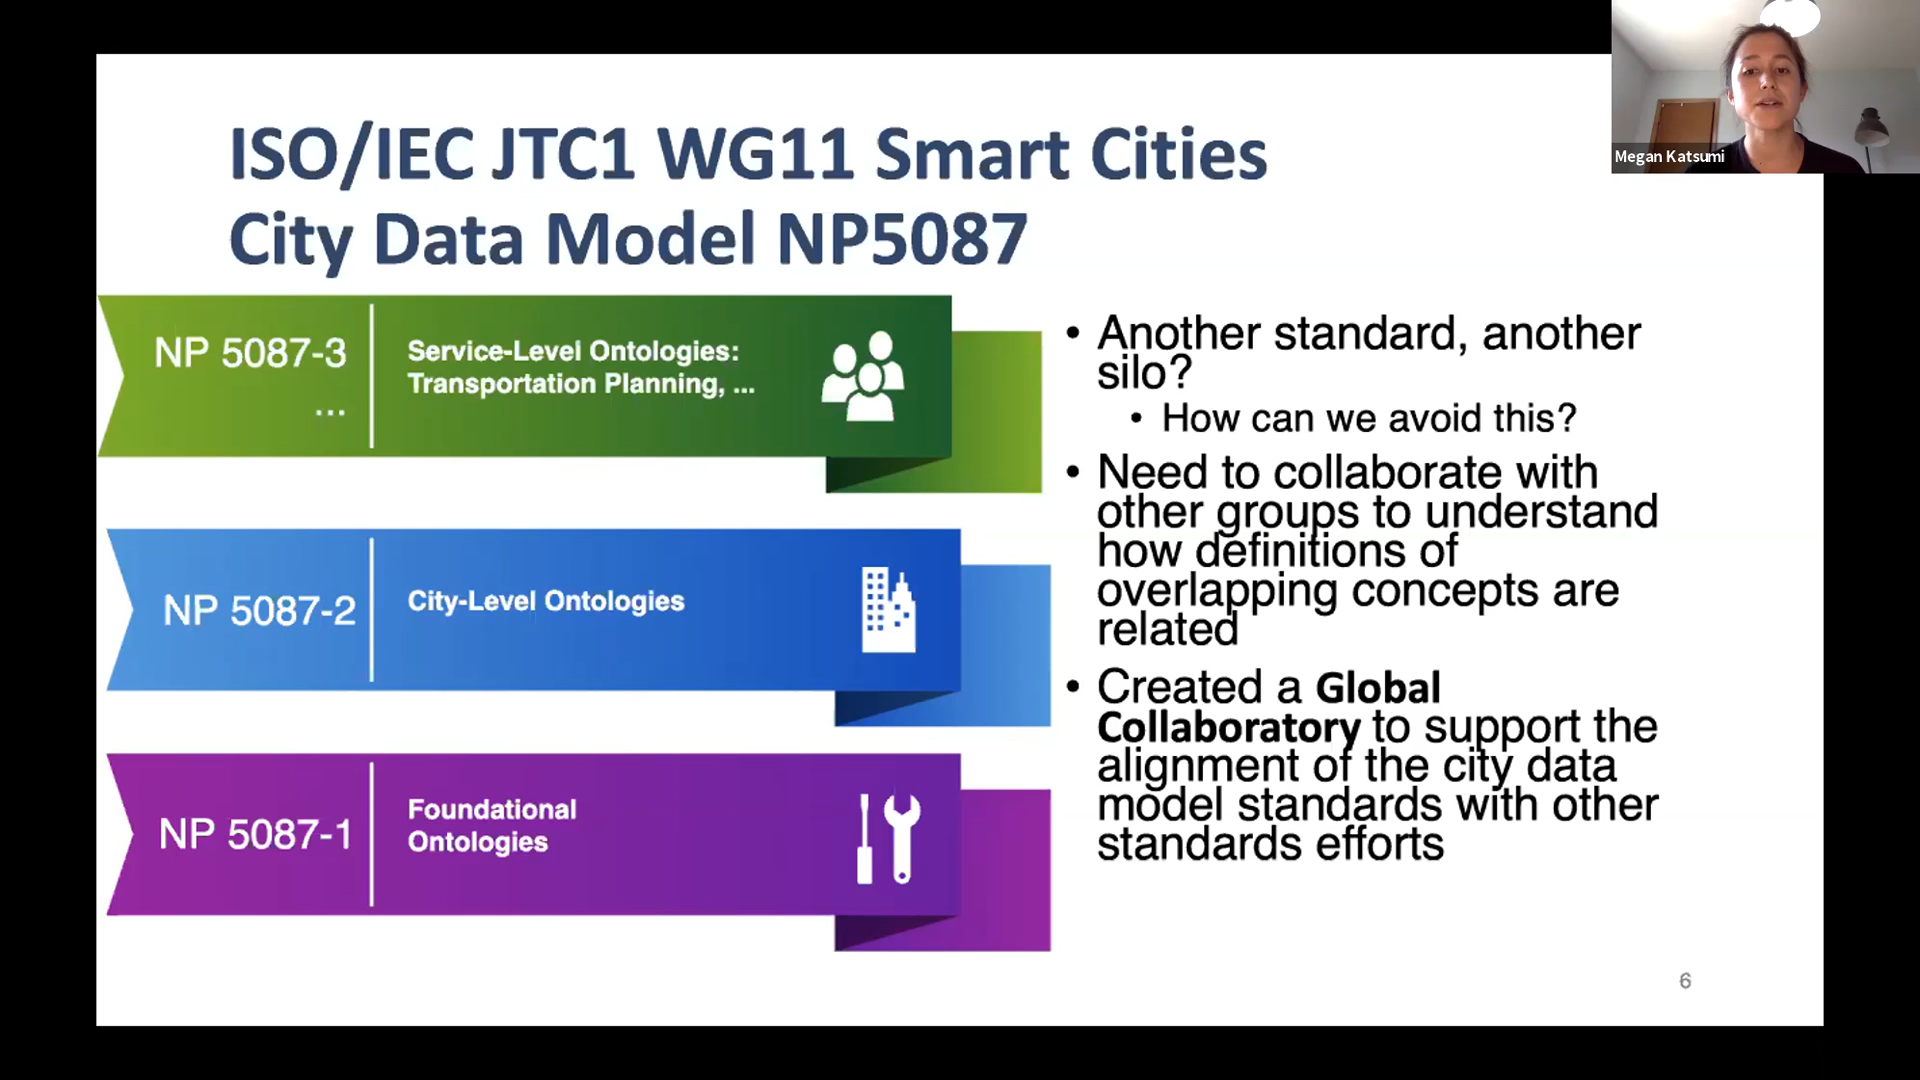 ISO/IEC JTC1 WG11 Smart Cities
City Data Model NP5087
Megan Katsumi
NP 5087-3
...
Service-Level Ontologies:
Transportation Planning, ...
NP 5087-2
City-Level Ontologies
NP 5087-1
Foundational
Ontologies
• Another standard, another
silo?
• How can we avoid this?
• Need to collaborate with
other groups to understand
how definitions of
overlapping concepts are
related
• Created a Global
Collaboratory to support the
alignment of the city data
model standards with other
standards efforts
6